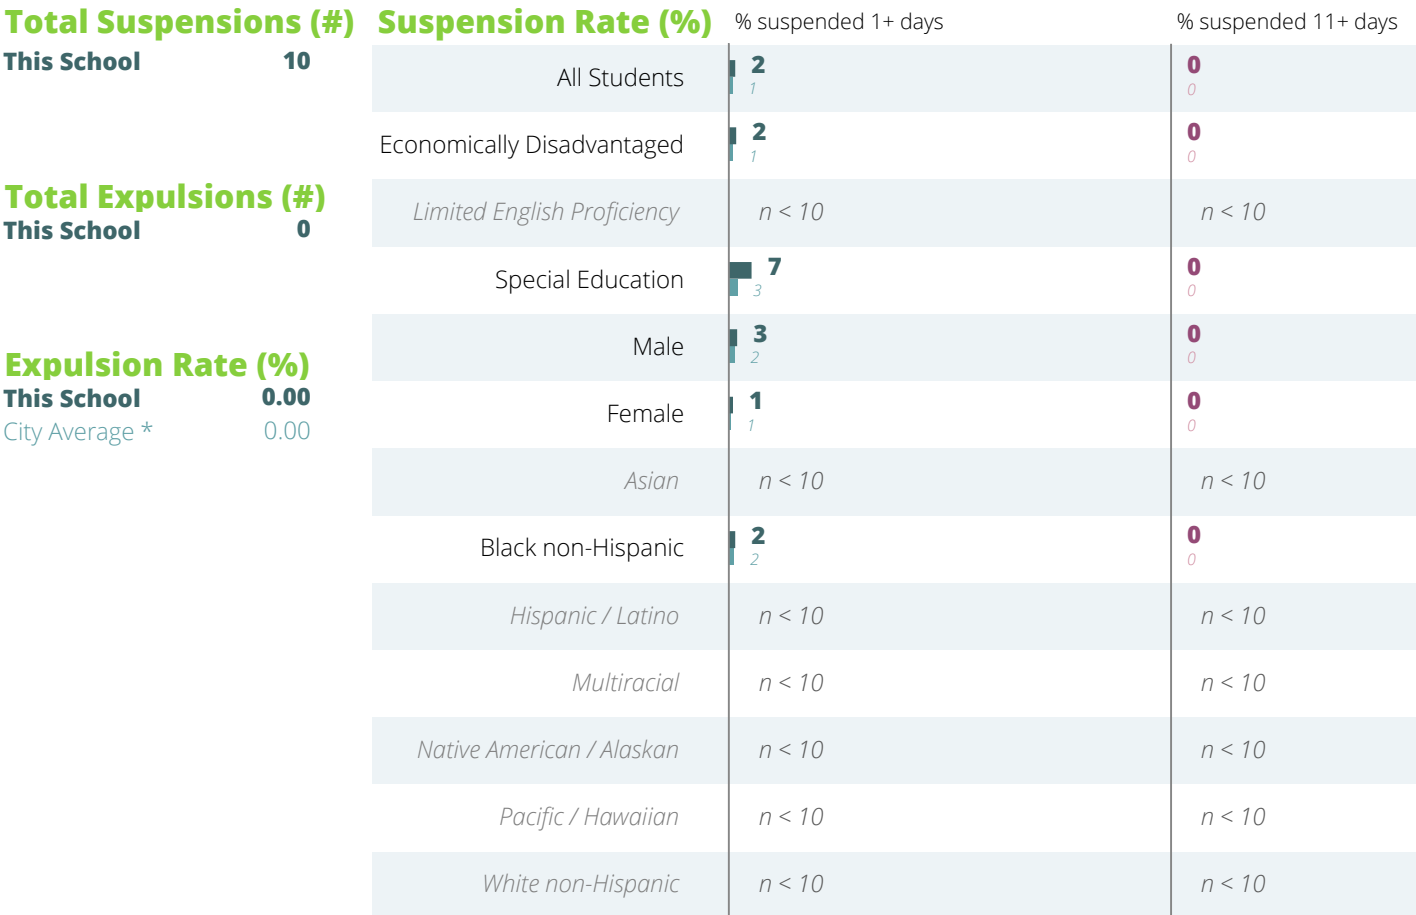 Total Suspensions (#)
This School 10
Total Expulsions (#)
This School 0
Expulsion Rate (%)
This School 0.00
City Average * 0.00
Suspension Rate (%) % suspended 1+ days % suspended 11+ days
All Students 2 0
1 0
Economically Disadvantaged 2 0
1 0
Limited English Proficiency n < 10 n < 10
Special Education 7 0
3 0
Male 3 0
2 0
Female 1 0
1 0
Asian n < 10 n < 10
Black non-Hispanic 2 0
2 0
Hispanic / Latino n < 10 n < 10
Multiracial n < 10 n < 10
Native American / Alaskan n < 10 n < 10
Pacific / Hawaiian n < 10 n < 10
White non-Hispanic n < 10 n < 10